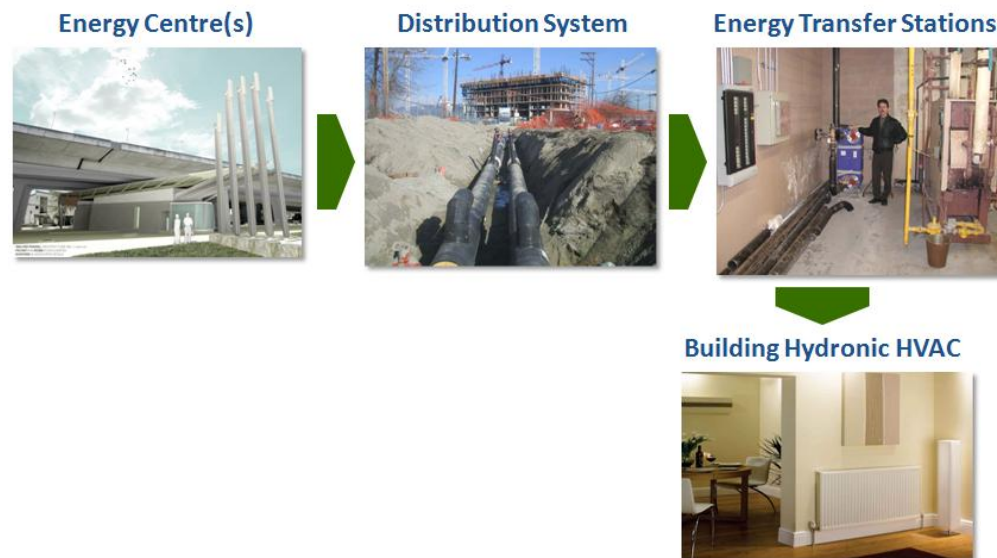 Energy Centre(s)
Distribution System
Energy Transfer Stations
Building Hydronic HVAC